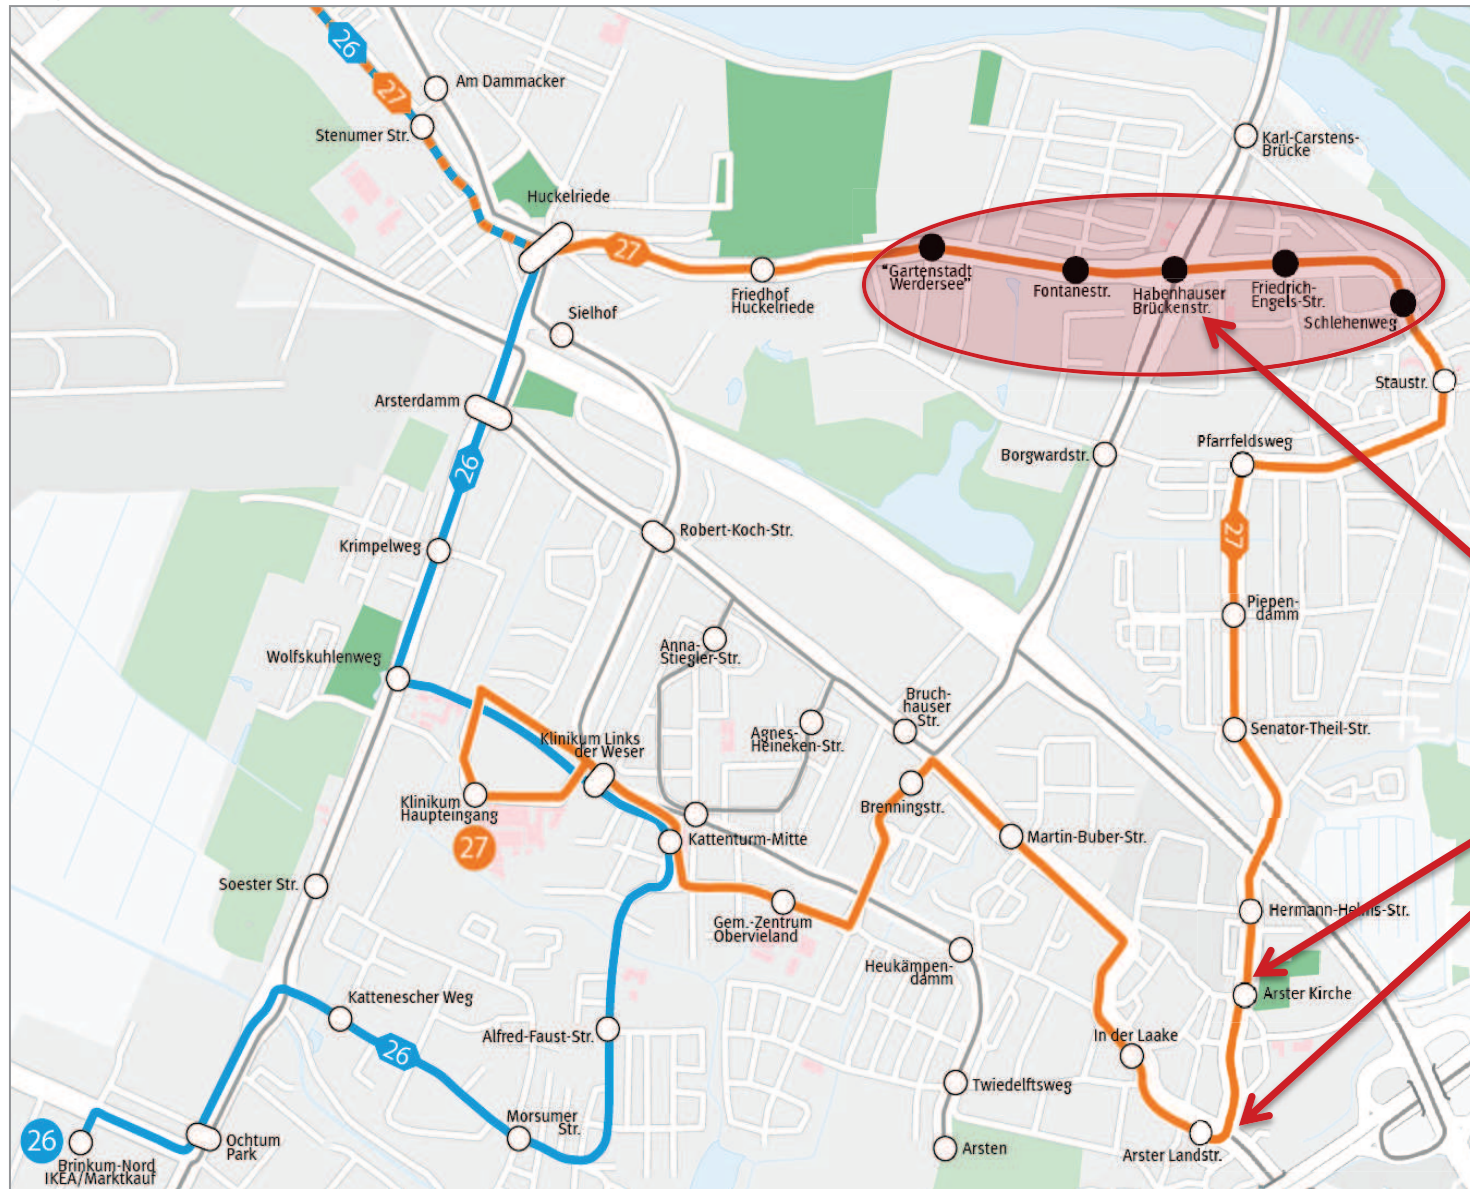 26
27
Am Dammacker
Stenumer Str.
Karl-Carstens-
Brücke
Huckelriede
27
"Gartenstadt
Werdersee"
Fontanestr.
Habenhauser
Brückenstr.
Friedrich-
Engels-Str.
Schlehenweg
Friedhof
Huckelriede
Sielhof
Staustr.
Arsterdamm
Pfarrfeldsweg
Borgwardstr.
26
27
Robert-Koch-Str.
Krimpelweg
Piepen-
damm
Anna-
Stiegler-Str.
Wolfskuhlenweg
Bruch-
hauser
Str.
Agnes-
Heineken-Str.
Senator-Theil-Str.
Klinikum Links
der Weser
Klinikum
Haupteingang
27
Brenningstr.
Kattenturm-Mitte
Martin-Buber-Str.
Soester Str.
Gem.-Zentrum
Obervieland
Hermann-Helms-Str.
Heukämpen-
damm
Kattenescher Weg
Arster Kirche
26
Alfred-Faust-Str.
In der Laake
Twiedelftsweg
Morsumer
Str.
26
Ochtum
Park
Arsten
Arster Landstr.
Brinkum-Nord
IKEA/Marktkauf